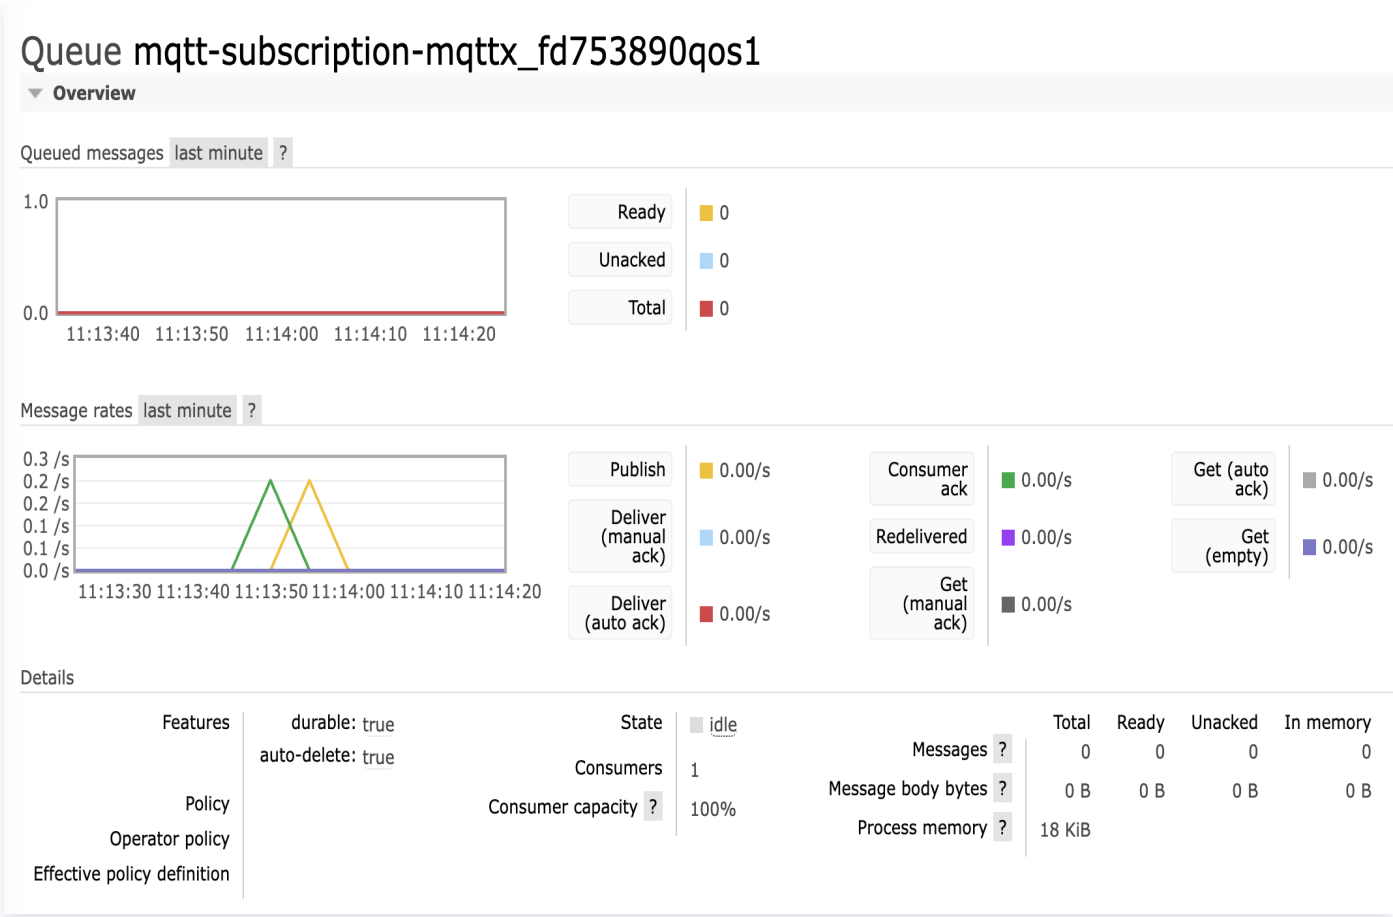 Queue mqtt-subscription-mqttx_fd753890qos1
Overview
Queued messages last minute ?
1.0
0.0
11:13:40 11:13:50 11:14:00 11:14:10 11:14:20
Ready 0
Unacked 0
Total 0
Message rates last minute ?
0.3 /s
0.2 /s
0.2 /s
0.1 /s
0.1 /s
0.0 /s
11:13:30 11:13:40 11:13:50 11:14:00 11:14:10 11:14:20
Publish 0.00/s
Deliver
(manual 0.00/s
ack)
Deliver
(auto ack) 0.00/s
Consumer
ack 0.00/s
Redelivered 0.00/s
Get
(manual 0.00/s
ack)
Get (auto
ack) 0.00/s
Get
(empty) 0.00/s
Details
Features durable: true
auto-delete: true
Policy
Operator policy
Effective policy definition
State idle
Consumers 1
Consumer capacity ? 100%
Total Ready Unacked In memory
Messages ? 0 0 0 0
Message body bytes ? 0 B 0 B 0 B 0 B
Process memory ? 18 KiB